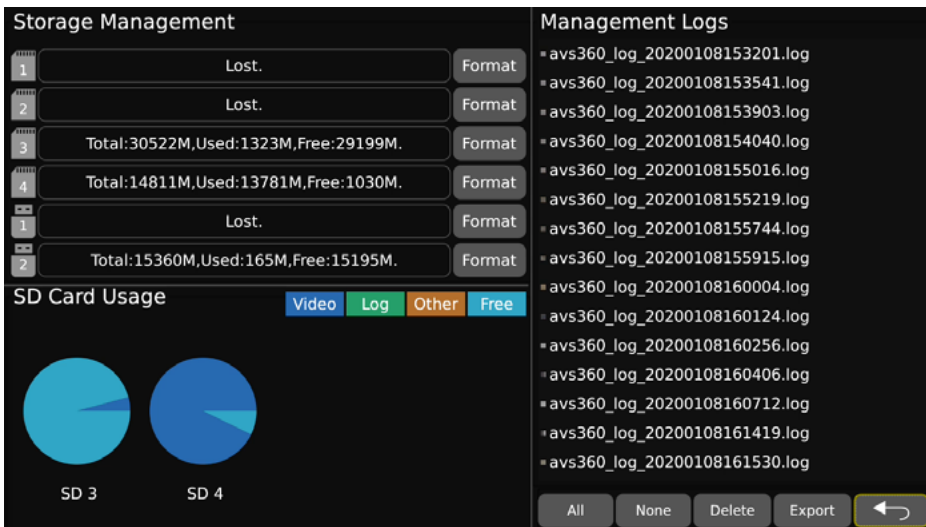 Storage Management
1 Lost. Format
2 Lost. Format
3 Total:30522M,Used:1323M,Free:29199M. Format
4 Total:14811M,Used:13781M,Free:1030M. Format
1 Lost. Format
2 Total:15360M,Used:165M,Free:15195M. Format
SD Card Usage
Video Log Other Free
SD 3 SD 4
Management Logs
avs360_log_20200108153201.log
avs360_log_20200108153541.log
avs360_log_20200108153903.log
avs360_log_20200108154040.log
avs360_log_20200108155016.log
avs360_log_20200108155219.log
avs360_log_20200108155744.log
avs360_log_20200108155915.log
avs360_log_20200108160004.log
avs360_log_20200108160124.log
avs360_log_20200108160256.log
avs360_log_20200108160406.log
avs360_log_20200108160712.log
avs360_log_20200108161419.log
avs360_log_20200108161530.log
All None Delete Export